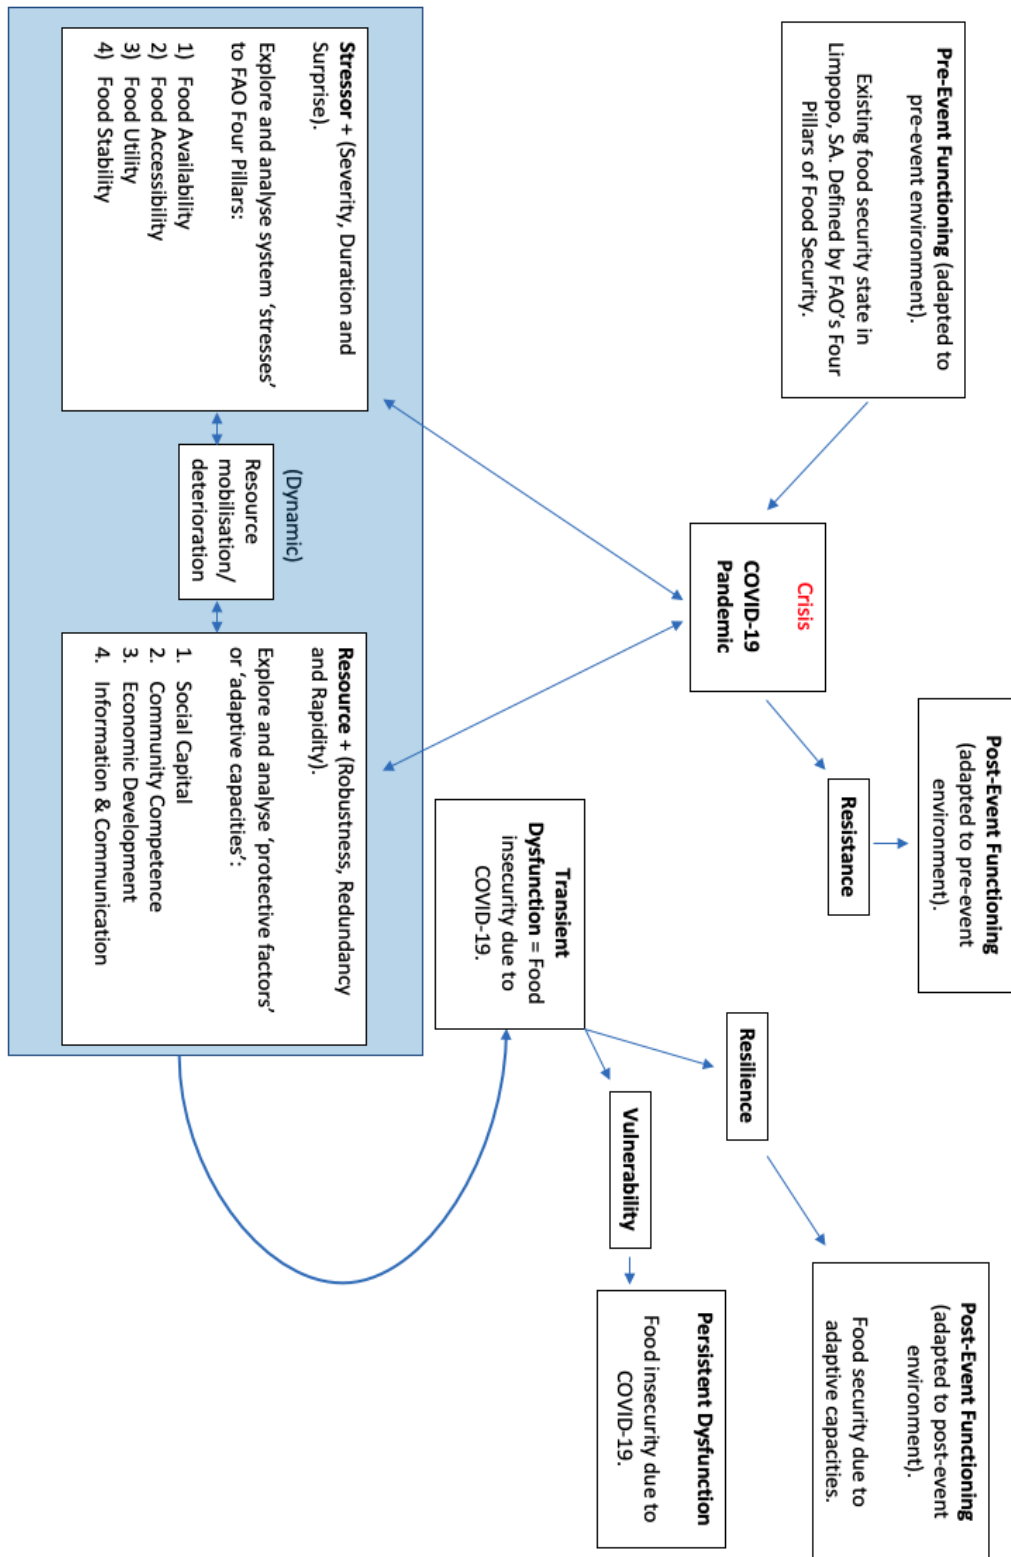 Pre-Event Functioning (adapted to
pre-event environment).
Existing food security state in
Limpopo, SA. Defined by FAO's Four
Pillars of Food Security.
Crisis
COVID-19
Pandemic
Resistance
Post-Event Functioning
(adapted to pre-event
environment).
Stressor + (Severity, Duration and
Surprise).
Explore and analyse system 'stresses'
to FAO Four Pillars:
1) Food Availability
2) Food Accessibility
3) Food Utility
4) Food Stability
(Dynamic)
Resource
mobilisation/
deterioration
Resource + (Robustness, Redundancy
and Rapidity).
Explore and analyse 'protective factors'
or 'adaptive capacities':
1. Social Capital
2. Community Competence
3. Economic Development
4. Information & Communication
Transient
Dysfunction = Food
insecurity due to
COVID-19.
Resilience
Vulnerability
Post-Event Functioning
(adapted to post-event
environment).
Food security due to
adaptive capacities.
Persistent Dysfunction
Food insecurity due to
COVID-19.